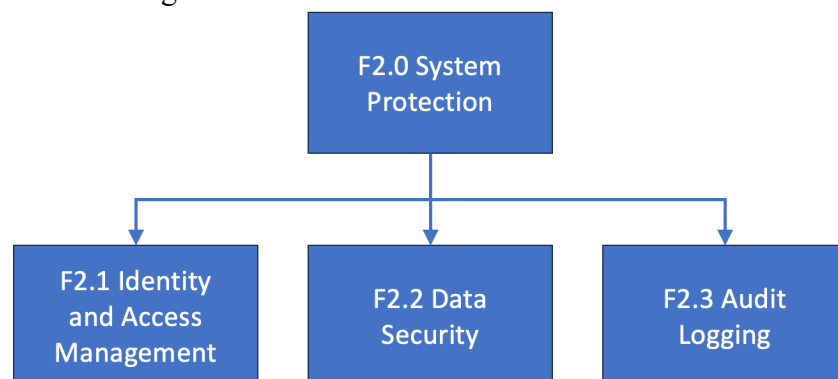 F2.0 System
Protection
F2.1 Identity
and Access
Management
F2.2 Data
Security
F2.3 Audit
Logging